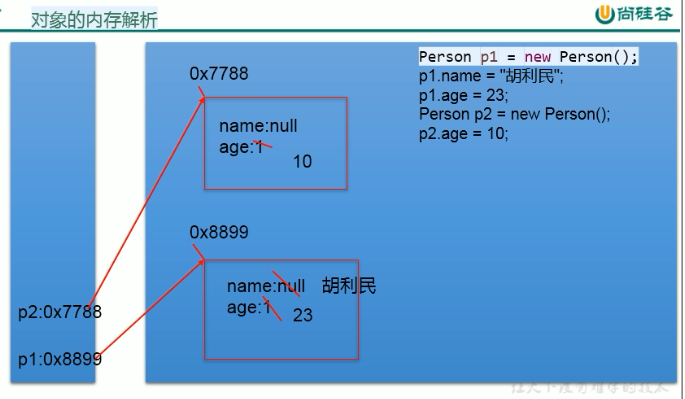 对象的内存解析
尚硅谷
0x7788
name:null
age:1
10
0x8899
name:null 胡利民
age:1
23
p2:0x7788
p1:0x8899
Person p1 = new Person();
p1.name = "胡利民";
p1.age = 23;
Person p2 = new Person();
p2.age = 10;